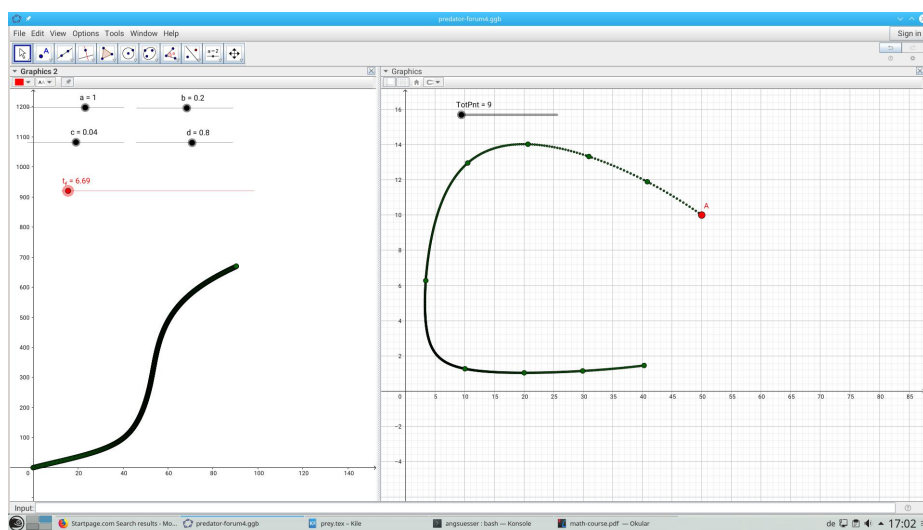 predator-forum4.ggb
File Edit View Options Tools Window Help
Sign in
a=2
Graphics 2
Graphics
a = 1
b = 0.2
c = 0.04
d = 0.8
t = 6.69
1200
1100
1000
900
800
700
600
500
400
300
200
100
0 20 40 60 80 100 120 140
TotPnt = 9
A
16
14
12
10
8
6
4
2
0 5 10 15 20 25 30 35 40 45 50 55 60 65 70 75 80 85
−2
−4
Input:
Startpage.com Search results - Mo...
predator-forum4.ggb
prey.tex – Kile
angsuesser : bash — Konsole
math-course.pdf — Okular
de
17:02